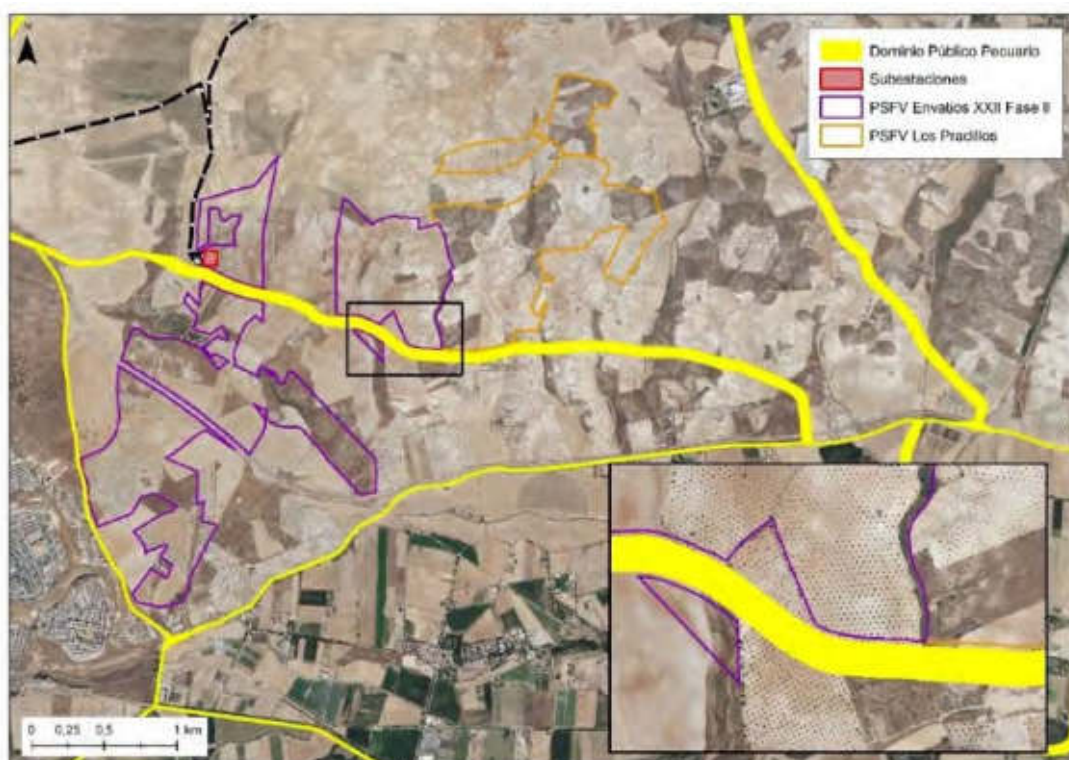 Dominio Público Pecuario
Subestaciones
PSFV Envatios XXII Fase II
PSFV Los Pradillos
0 0,25 0,5 1 km